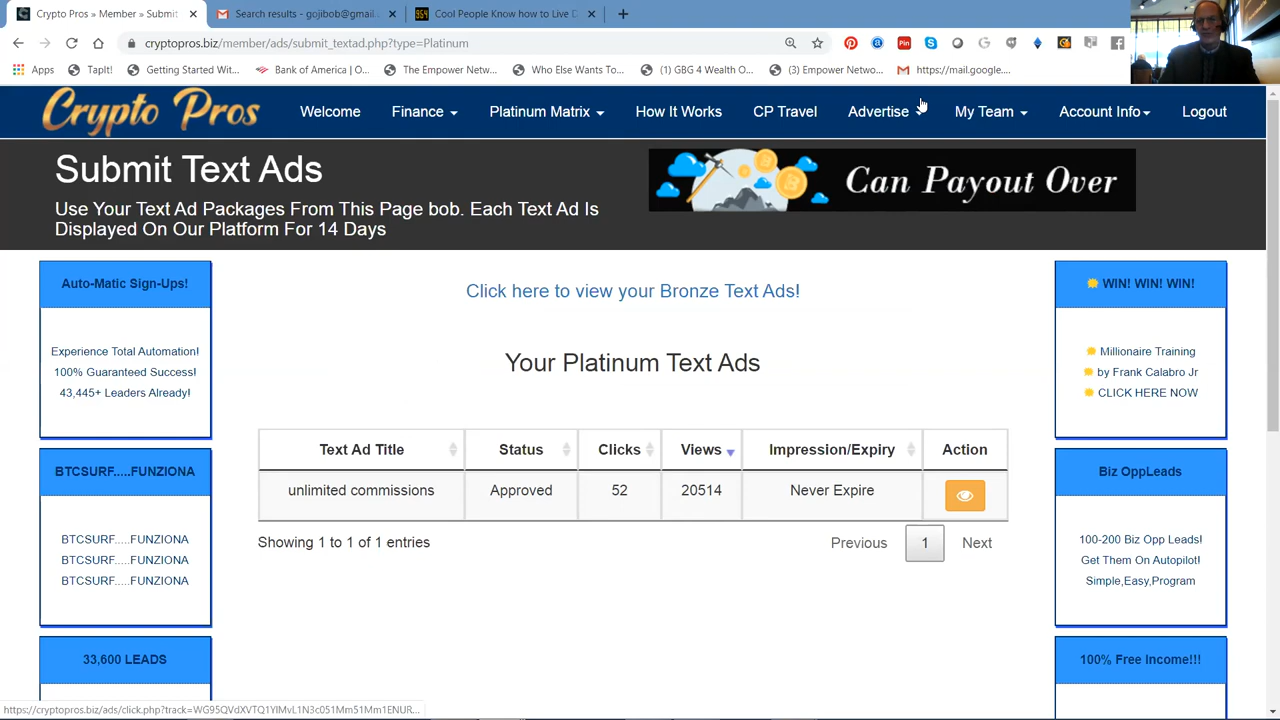 Crypto Pros » Member » Submit
Search results - gojibob@gmail.
Cool People Know how to Live D
cryptopros.biz/member/ads/submit_textad.php?type=Platinum
Apps
TapIt!
Getting Started Wit...
Bank of America | O...
The Empower Netw...
Who Else Wants To...
(1) GBG 4 Wealth O...
(3) Empower Netwo...
https://mail.google....
Crypto Pros
Welcome
Finance
Platinum Matrix
How It Works
CP Travel
Advertise
My Team
Account Info
Logout
Submit Text Ads
Use Your Text Ad Packages From This Page bob. Each Text Ad Is
Displayed On Our Platform For 14 Days
Can Payout Over
Auto-Matic Sign-Ups!
Experience Total Automation!
100% Guaranteed Success!
43,445+ Leaders Already!
BTCSURF.....FUNZIONA
BTCSURF.....FUNZIONA
BTCSURF.....FUNZIONA
BTCSURF.....FUNZIONA
33,600 LEADS
Click here to view your Bronze Text Ads!
Your Platinum Text Ads
Text Ad Title Status Clicks Views Impression/Expiry Action
unlimited commissions Approved 52 20514 Never Expire
Showing 1 to 1 of 1 entries
Previous 1 Next
WIN! WIN! WIN!
Millionaire Training
by Frank Calabro Jr
CLICK HERE NOW
Biz OppLeads
100-200 Biz Opp Leads!
Get Them On Autopilot!
Simple,Easy,Program
100% Free Income!!!